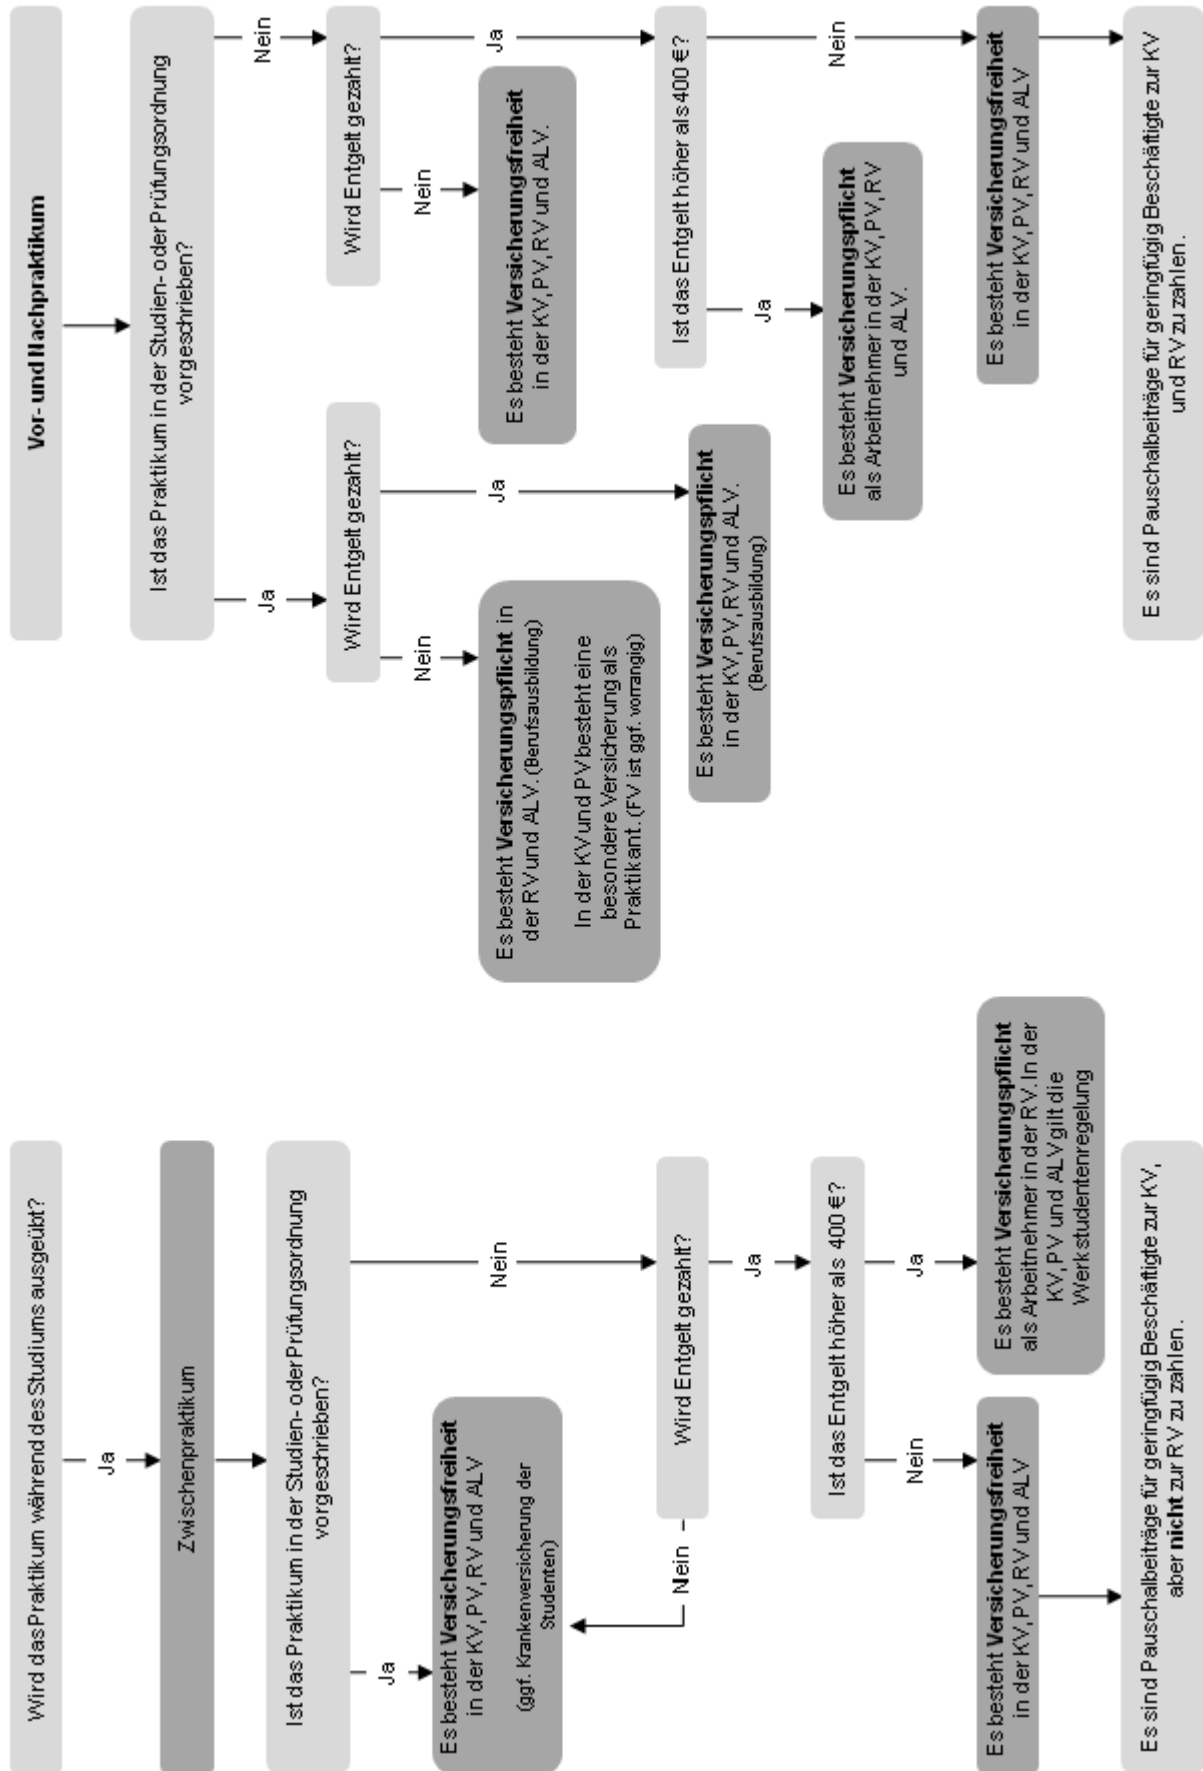 Wird das Praktikum während des Studiums ausgeübt?
Ja
Zwischenpraktikum
Ist das Praktikum in der Studien- oder Prüfungsordnung
vorgeschrieben?
Ja
Nein
Es besteht Versicherungsfreiheit
in der KV, PV, RV und ALV
(ggf. Krankenversicherung der
Studenten)
Wird Entgelt gezahlt?
Nein
Ja
Ist das Entgelt höher als 400 €?
Nein
Ja
Es besteht Versicherungsfreiheit
in der KV, PV, RV und ALV
Es besteht Versicherungspflicht
als Arbeitnehmer in der RV. In der
KV, PV und ALV gilt die
Werkstudentenregelung
Es sind Pauschalbeiträge für geringfügig Beschäftigte zur KV,
aber nicht zur RV zu zahlen.
Vor- und Nachpraktikum
Ist das Praktikum in der Studien- oder Prüfungsordnung
vorgeschrieben?
Ja
Nein
Wird Entgelt gezahlt?
Wird Entgelt gezahlt?
Nein
Ja
Nein
Ja
Es besteht Versicherungspflicht in
der RV und ALV. (Berufsausbildung)
In der KV und PV besteht eine
besondere Versicherung als
Praktikant. (FV ist ggf. vorrangig)
Es besteht Versicherungsfreiheit
in der KV, PV, RV und ALV.
Es besteht Versicherungspflicht
in der KV, PV, RV und ALV.
(Berufsausbildung)
Ist das Entgelt höher als 400 €?
Ja
Nein
Es besteht Versicherungspflicht
als Arbeitnehmer in der KV, PV, RV
und ALV.
Es besteht Versicherungsfreiheit
in der KV, PV, RV und ALV
Es sind Pauschalbeiträge für geringfügig Beschäftigte zur KV
und RV zu zahlen.